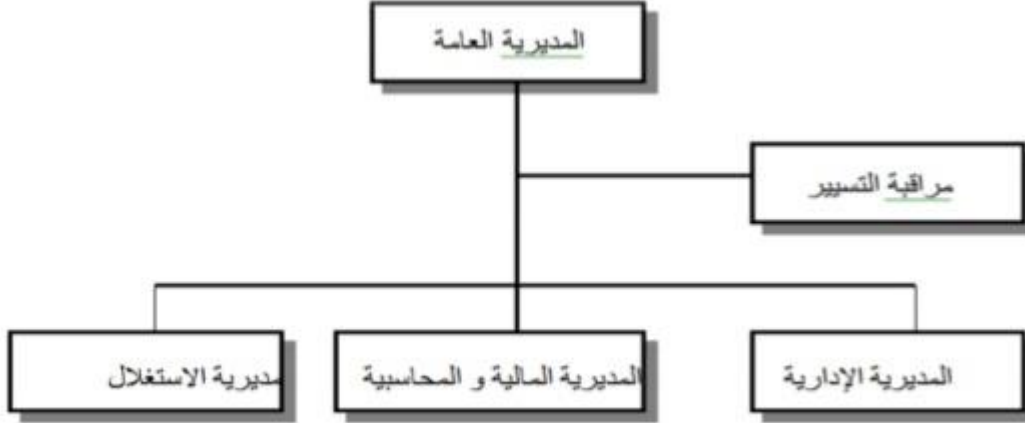 المديرية العامة
مراقبة التسيير
المديرية الإدارية
المديرية المالية و المحاسبية
مديرية الاستغلال